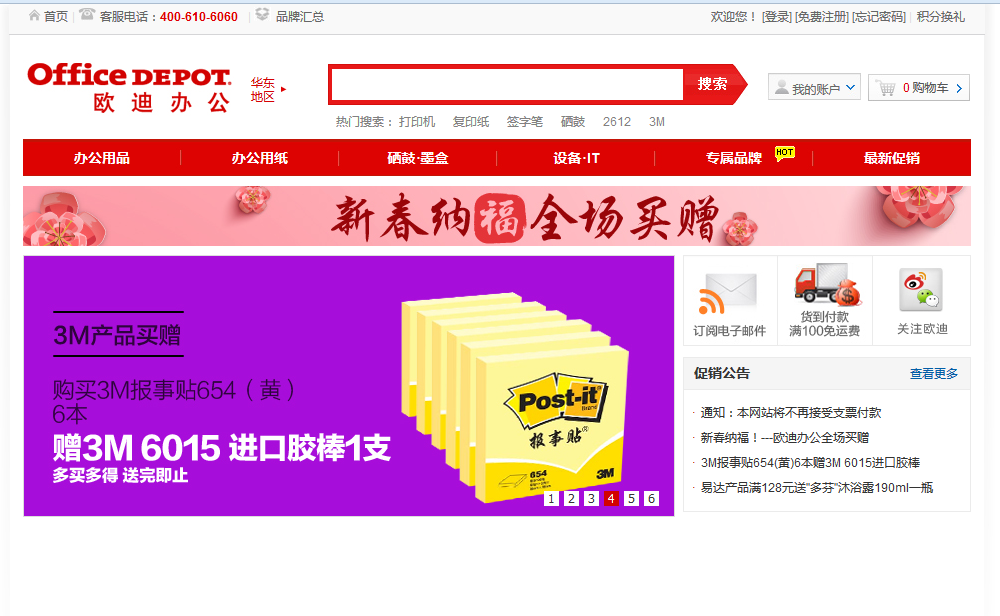 首页 客服电话：400-610-6060 品牌汇总 欢迎您！ [登录] [免费注册] [忘记密码] 积分换礼
Office DEPOT.
欧迪办公
华东
地区
搜索
我的账户
0 购物车
热门搜索： 打印机 复印纸 签字笔 硒鼓 2612 3M
办公用品 办公用纸 硒鼓·墨盒 设备·IT 专属品牌 HOT 最新促销
新春纳福全场买赠
3M产品买赠
购买3M报事贴654（黄）
6本
赠3M 6015 进口胶棒1支
多买多得 送完即止
Post-it®
Brand
报事贴®
654
3M
1 2 3 4 5 6
订阅电子邮件
货到付款
满100免运费
关注欧迪
促销公告 查看更多
· 通知：本网站将不再接受支票付款
· 新春纳福！---欧迪办公全场买赠
· 3M报事贴654(黄)6本赠3M 6015进口胶棒
· 易达产品满128元送"多芬"沐浴露190ml一瓶